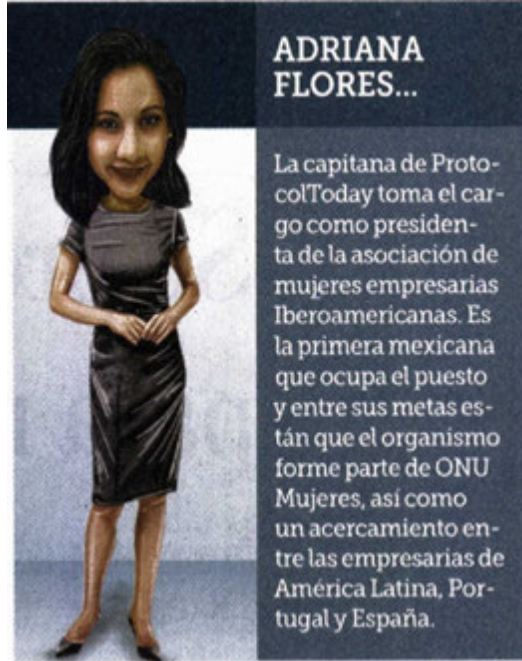 ADRIANA
FLORES...
La capitana de Proto-
colToday toma el car-
go como presiden-
ta de la asociación de
mujeres empresarias
Iberoamericanas. Es
la primera mexicana
que ocupa el puesto
y entre sus metas es-
tán que el organismo
forme parte de ONU
Mujeres, así como
un acercamiento en-
tre las empresarias de
América Latina, Por-
tugal y España.